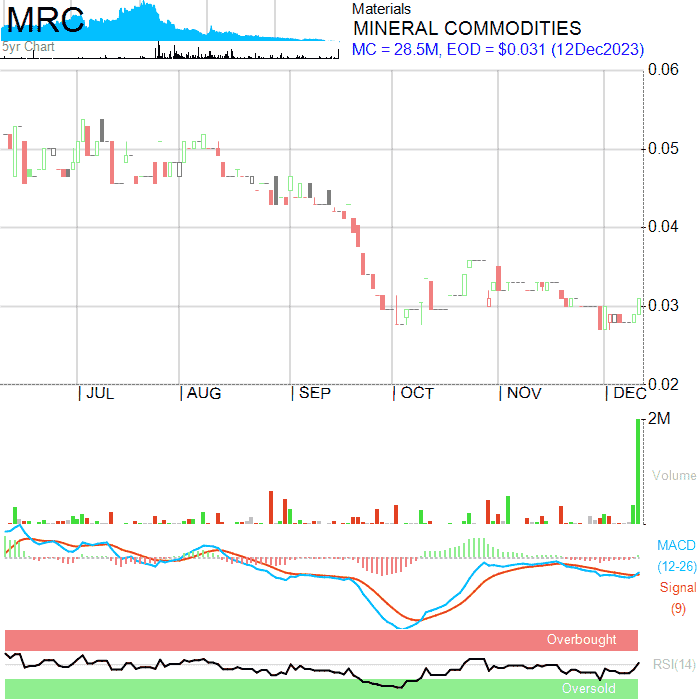 MRC
5yr Chart
Materials
MINERAL COMMODITIES
MC = 28.5M, EOD = $0.031 (12Dec2023)
0.06
0.05
0.04
0.03
0.02
JUL AUG SEP OCT NOV DEC
2M
Volume
MACD
(12-26)
Signal
(9)
Overbought
RSI(14)
Oversold